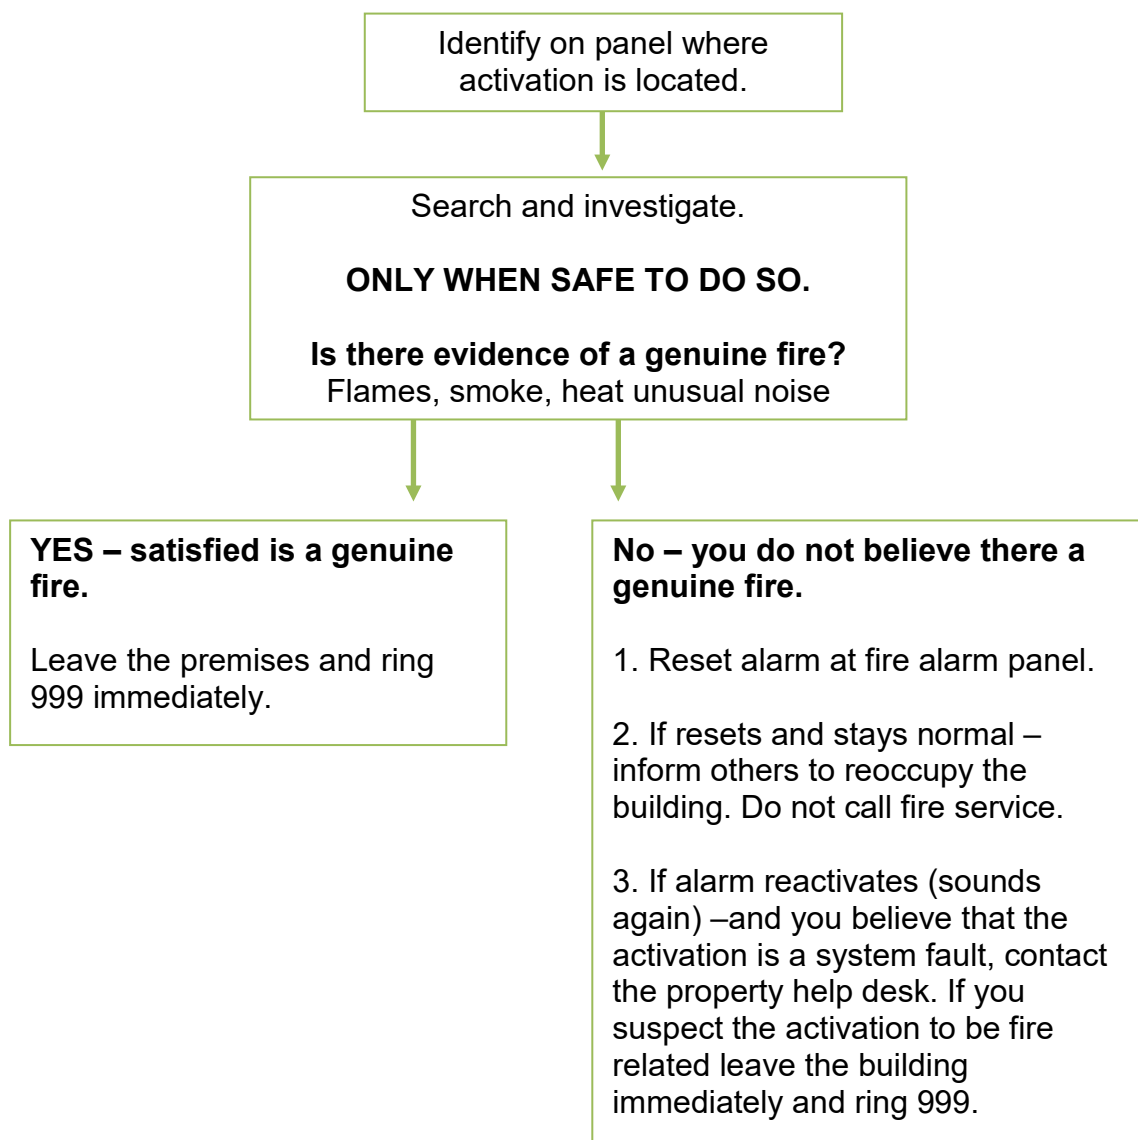 Identify on panel where
activation is located.
Search and investigate.
ONLY WHEN SAFE TO DO SO.
Is there evidence of a genuine fire?
Flames, smoke, heat unusual noise
YES – satisfied is a genuine
fire.
Leave the premises and ring
999 immediately.
No – you do not believe there a
genuine fire.
1. Reset alarm at fire alarm panel.
2. If resets and stays normal –
inform others to reoccupy the
building. Do not call fire service.
3. If alarm reactivates (sounds
again) –and you believe that the
activation is a system fault, contact
the property help desk. If you
suspect the activation to be fire
related leave the building
immediately and ring 999.